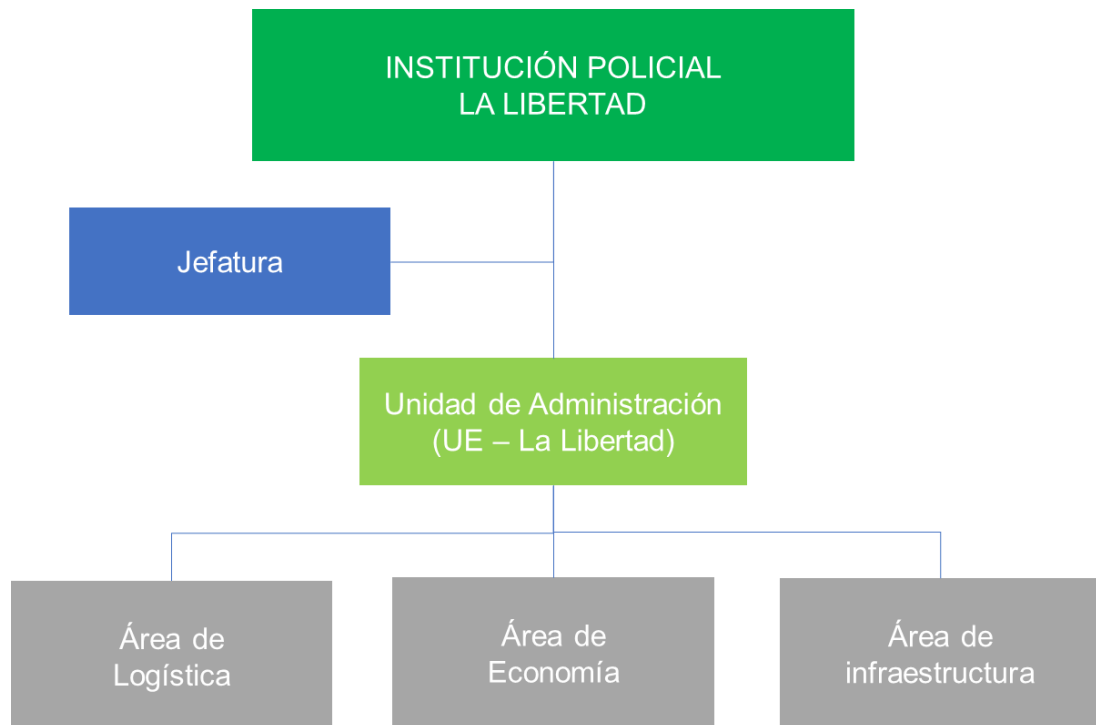 INSTITUCIÓN POLICIAL
LA LIBERTAD
Jefatura
Unidad de Administración
(UE – La Libertad)
Área de
Logística
Área de
Economía
Área de
infraestructura